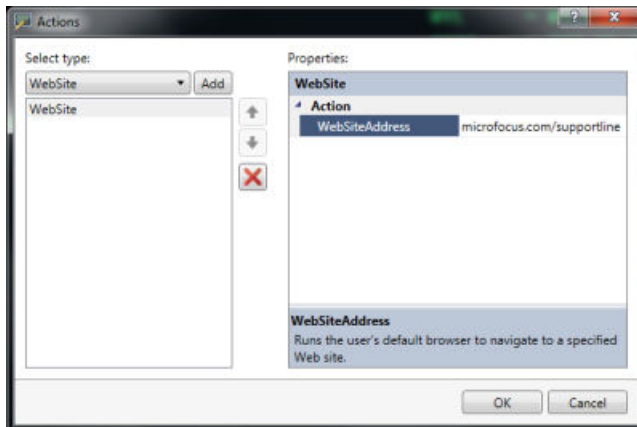 Actions
Select type:
WebSite
Add
WebSite
Properties:
WebSite
Action
WebSiteAddress microfocus.com/supportline
WebSiteAddress
Runs the user's default browser to navigate to a specified
Web site.
OK
Cancel